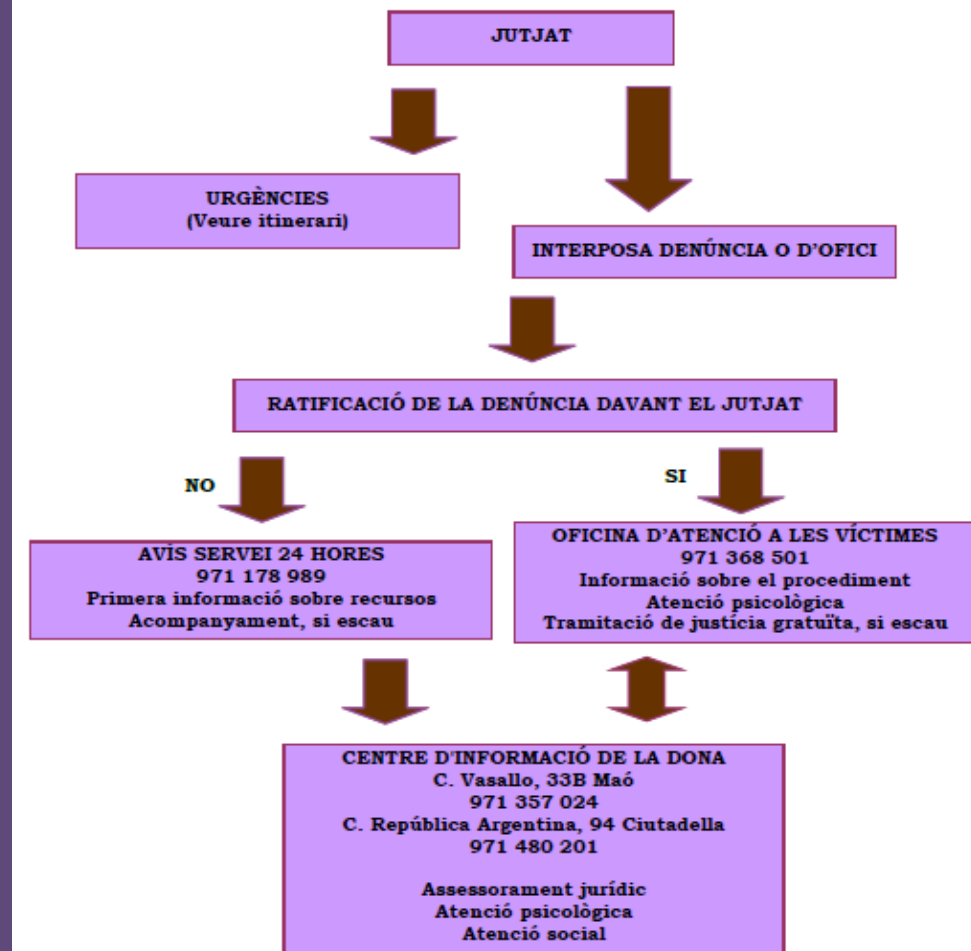 JUTJAT
URGÈNCIES
(Veure itinerari)
INTERPOSA DENÚNCIA O D'OFICI
RATIFICACIÓ DE LA DENÚNCIA DAVANT EL JUTJAT
NO
SI
AVÍS SERVEI 24 HORES
971 178 989
Primera informació sobre recursos
Acompanyament, si escau
OFICINA D'ATENCIÓ A LES VÍCTIMES
971 368 501
Informació sobre el procediment
Atenció psicològica
Tramitació de justícia gratuïta, si escau
CENTRE D'INFORMACIÓ DE LA DONA
C. Vasallo, 33B Maó
971 357 024
C. República Argentina, 94 Ciutadella
971 480 201
Assessorament jurídic
Atenció psicològica
Atenció social